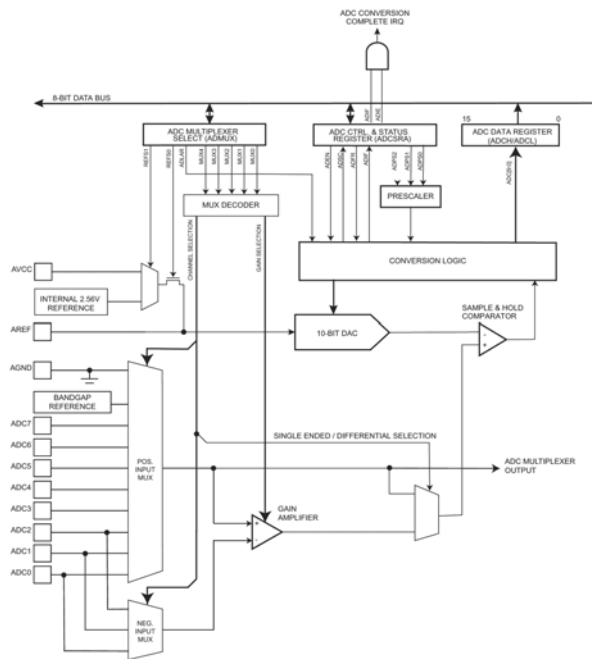 ADC CONVERSION
COMPLETE IRQ
8-BIT DATA BUS
ADIF
ADIE
15
0
ADC MULTIPLEXER
SELECT (ADMUX)
ADC CTRL. & STATUS
REGISTER (ADCSRA)
ADC DATA REGISTER
(ADCH/ADCL)
REFS1
REFS0
ADLAR
MUX4
MUX3
MUX2
MUX1
MUX0
ADEN
ADSC
ADFR
ADIF
ADPS2
ADPS1
ADPS0
ADC[9:0]
MUX DECODER
PRESCALER
CHANNEL SELECTION
GAIN SELECTION
CONVERSION LOGIC
AVCC
INTERNAL 2.56V
REFERENCE
SAMPLE & HOLD
COMPARATOR
AREF
10-BIT DAC
-
+
AGND
BANDGAP
REFERENCE
ADC7
ADC6
ADC5
ADC4
ADC3
ADC2
ADC1
ADC0
POS.
INPUT
MUX
SINGLE ENDED / DIFFERENTIAL SELECTION
ADC MULTIPLEXER
OUTPUT
GAIN
AMPLIFIER
+
-
NEG.
INPUT
MUX